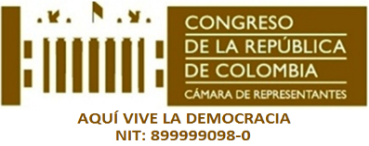 CONGRESO
DE LA REPÚBLICA
DE COLOMBIA
CÁMARA DE REPRESENTANTES
AQUÍ VIVE LA DEMOCRACIA
NIT: 899999098-0